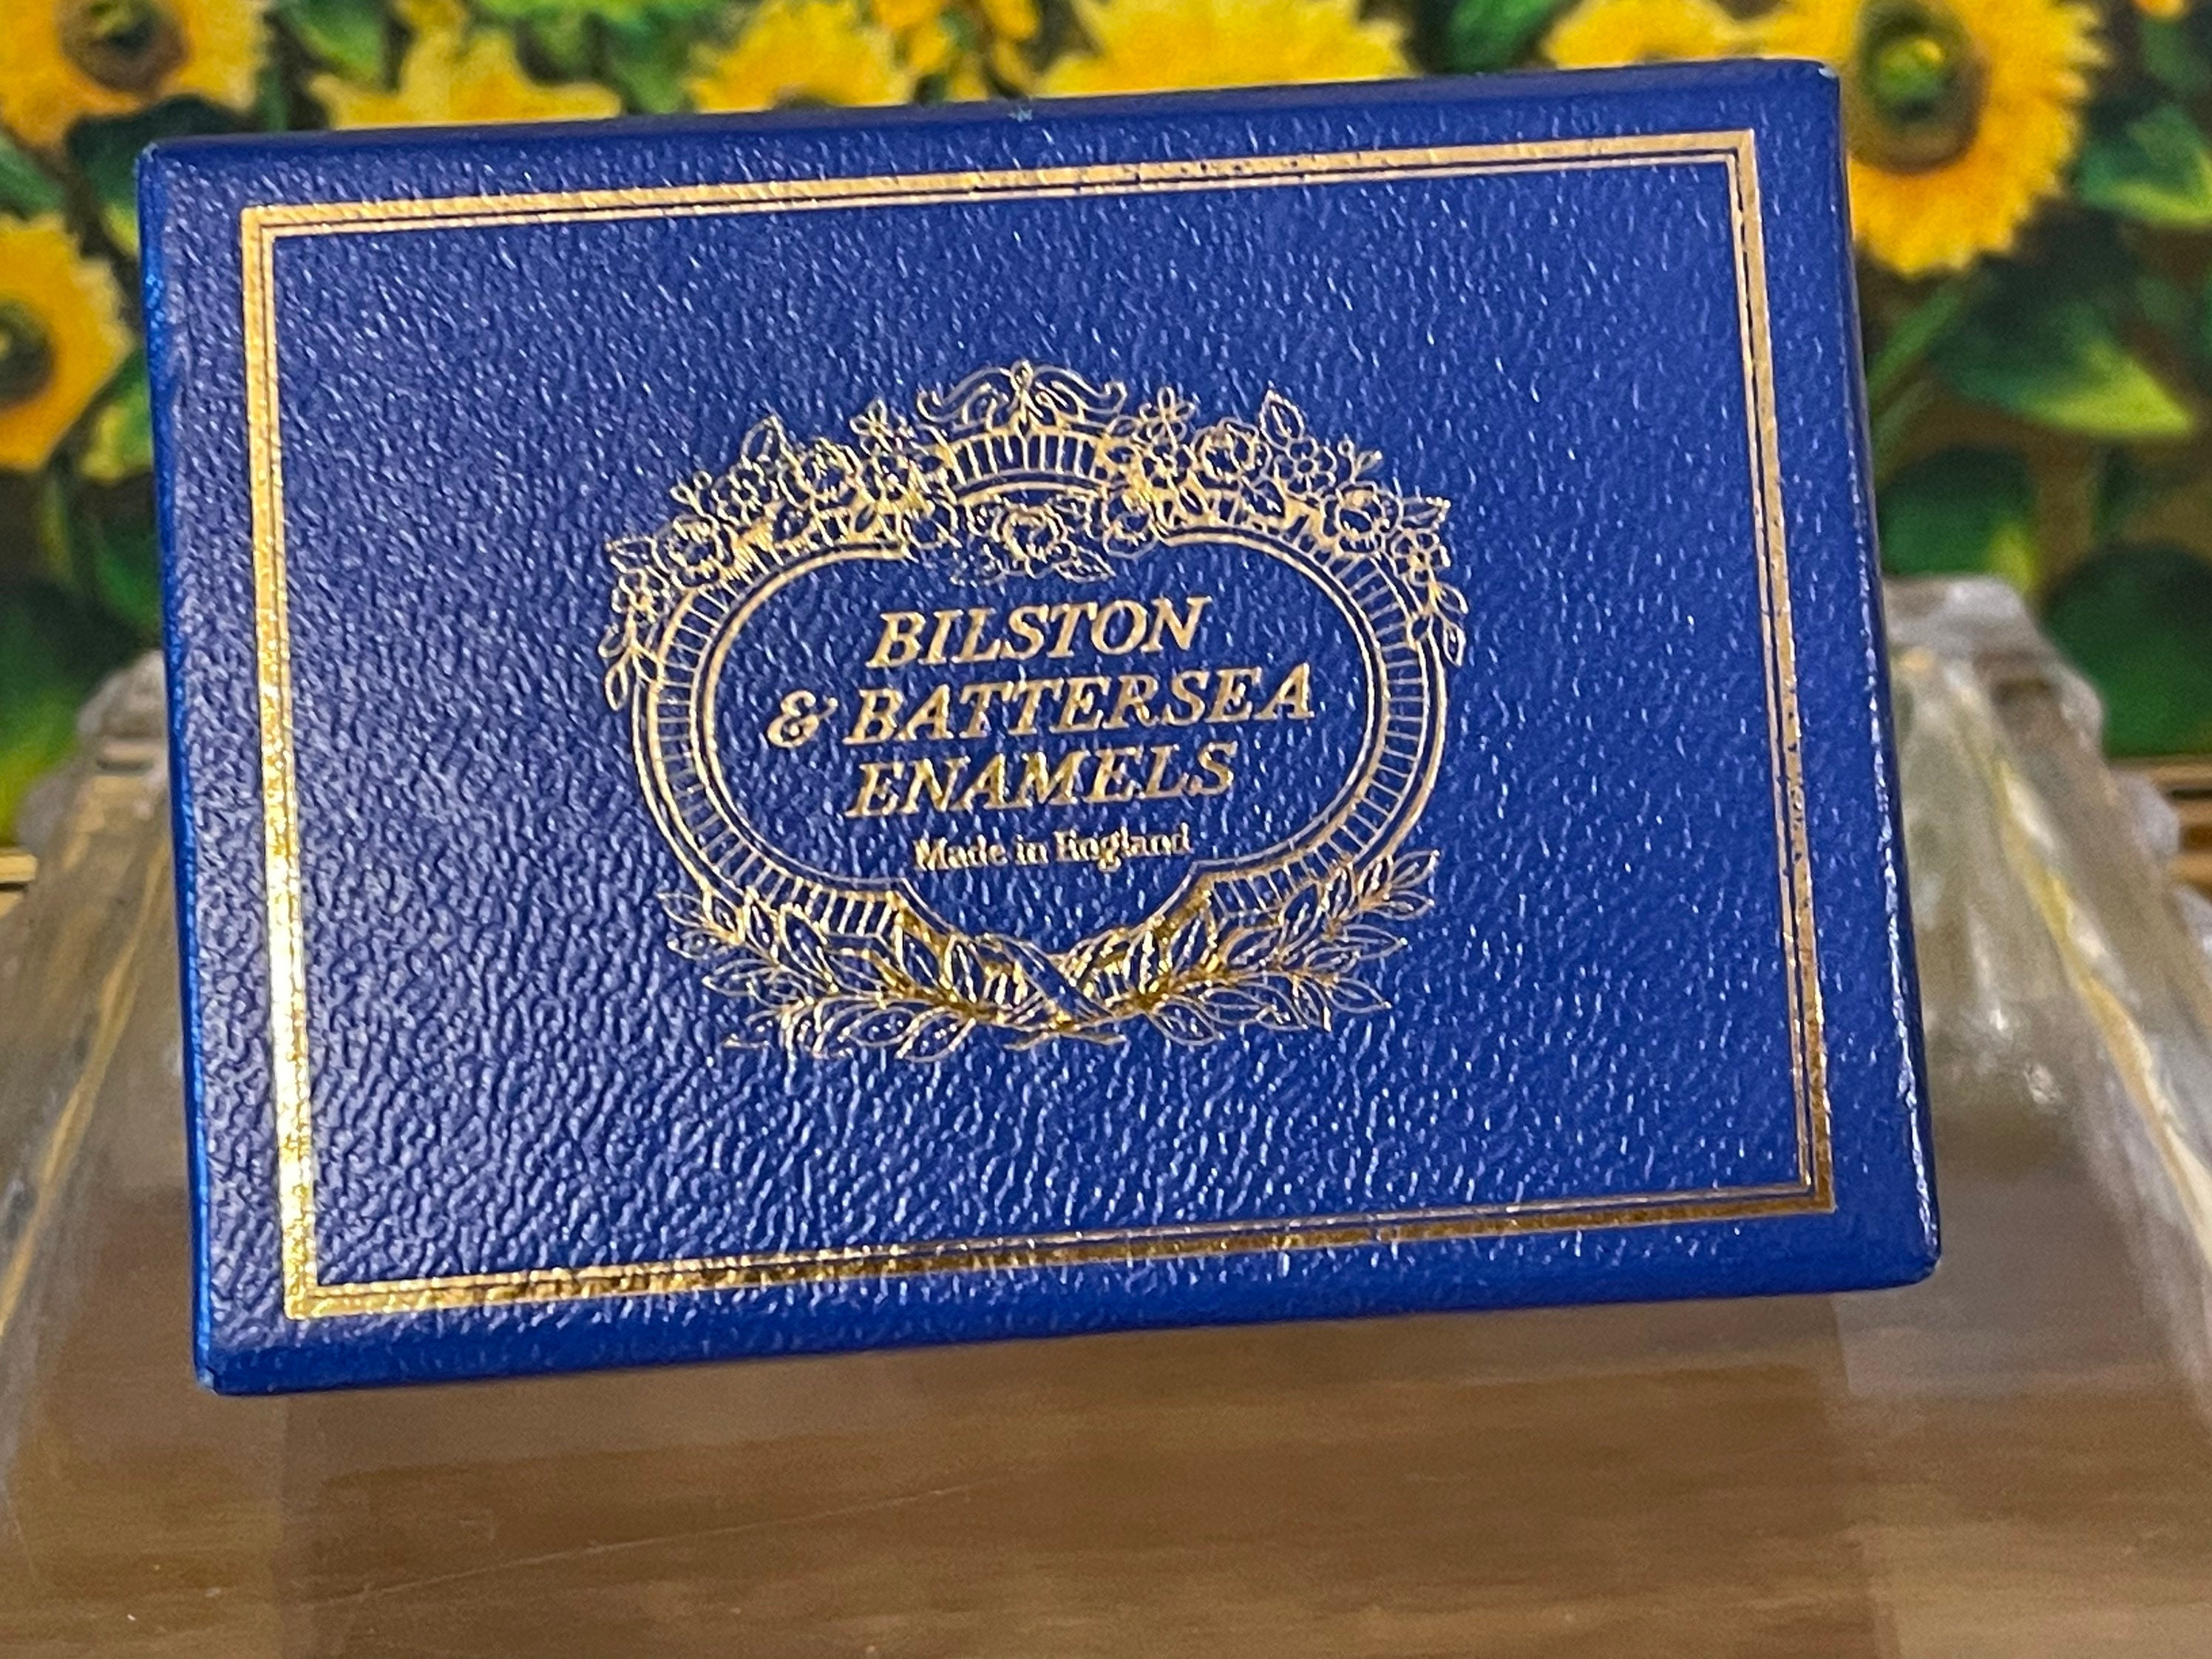 BILSTON
& BATTERSEA
ENAMELS
Made in England